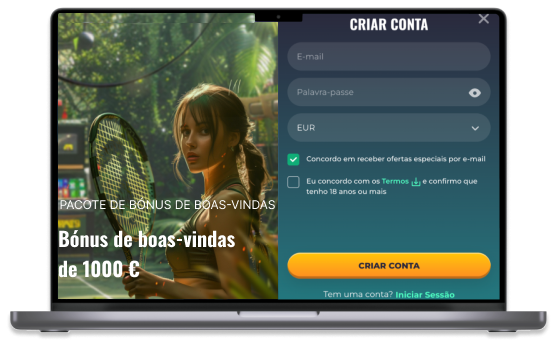 PACOTE DE BÓNUS DE BOAS-VINDAS
Bónus de boas-vindas
de 1000 €
CRIAR CONTA
E-mail
Palavra-passe
EUR
Concordo em receber ofertas especiais por e-mail
Eu concordo com os Termos e confirmo que
tenho 18 anos ou mais
CRIAR CONTA
Tem uma conta? Iniciar Sessão